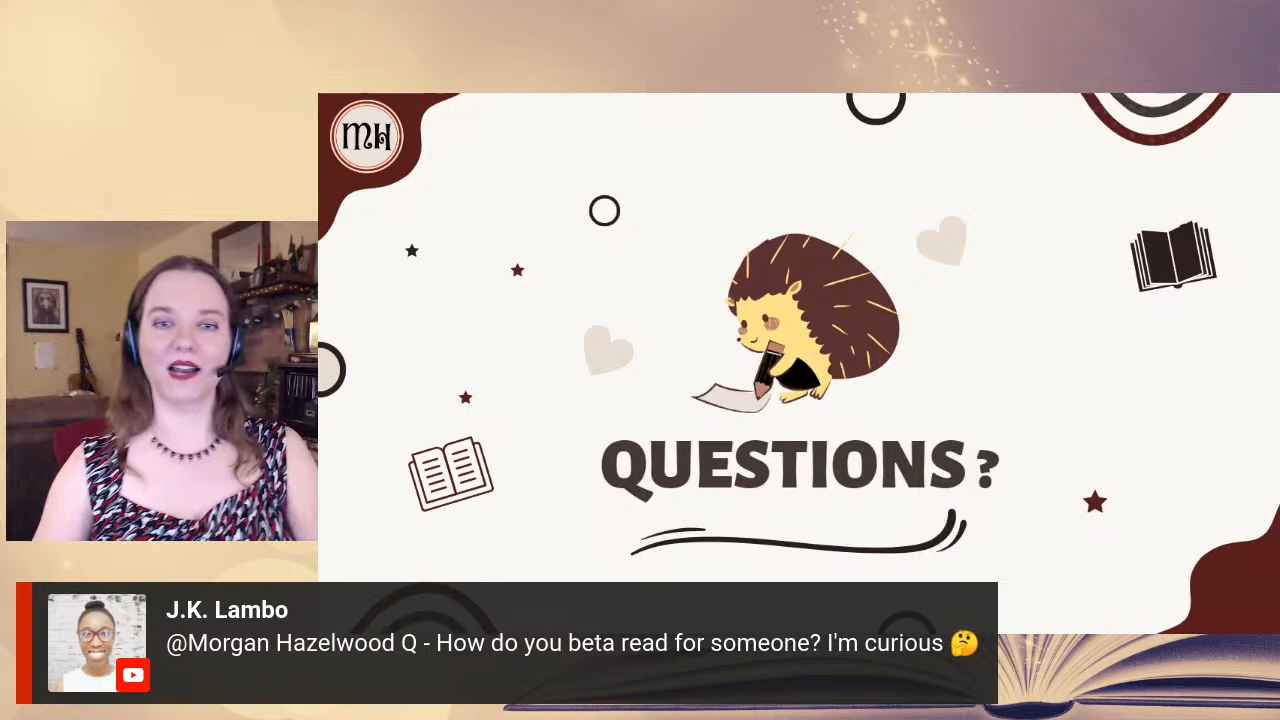 MH
QUESTIONS?
J.K. Lambo
@Morgan Hazelwood Q - How do you beta read for someone? I'm curious 🤔